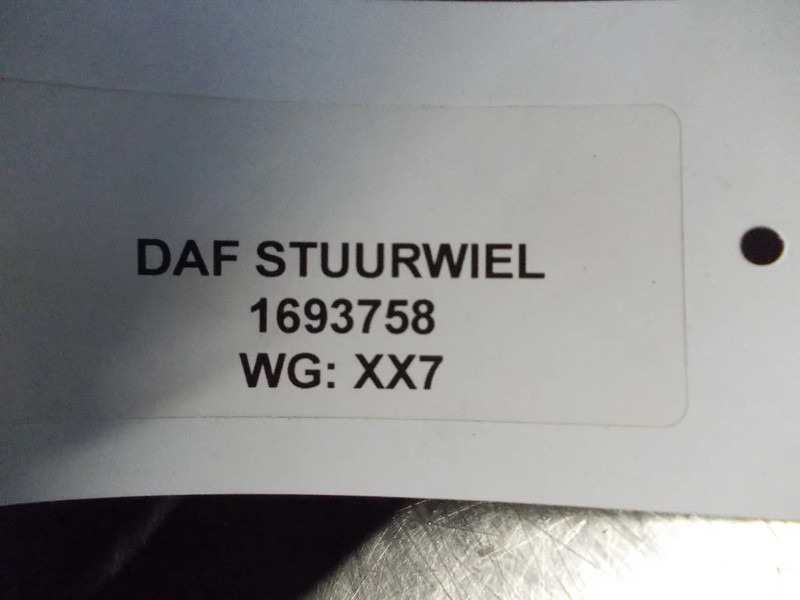 DAF STUURWIEL
1693758
WG: XX7